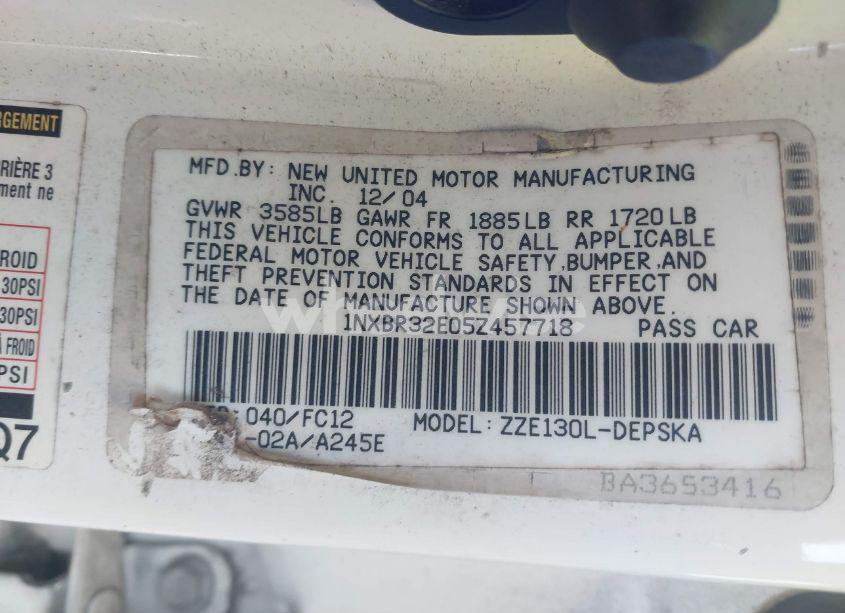 RGEMENT
RIÈRE 3
ment ne
ROID
30PSI
30PSI
FROID
PSI
Q7
MFD.BY: NEW UNITED MOTOR MANUFACTURING
INC. 12/04
GVWR 3585LB GAWR FR 1885LB RR 1720LB
THIS VEHICLE CONFORMS TO ALL APPLICABLE
FEDERAL MOTOR VEHICLE SAFETY,BUMPER,AND
THEFT PREVENTION STANDARDS IN EFFECT ON
THE DATE OF MANUFACTURE SHOWN ABOVE.
1NXBR32E05Z457718 PASS CAR
040/FC12 MODEL: ZZE130L-DEPSKA
-02A/A245E
BA3653416